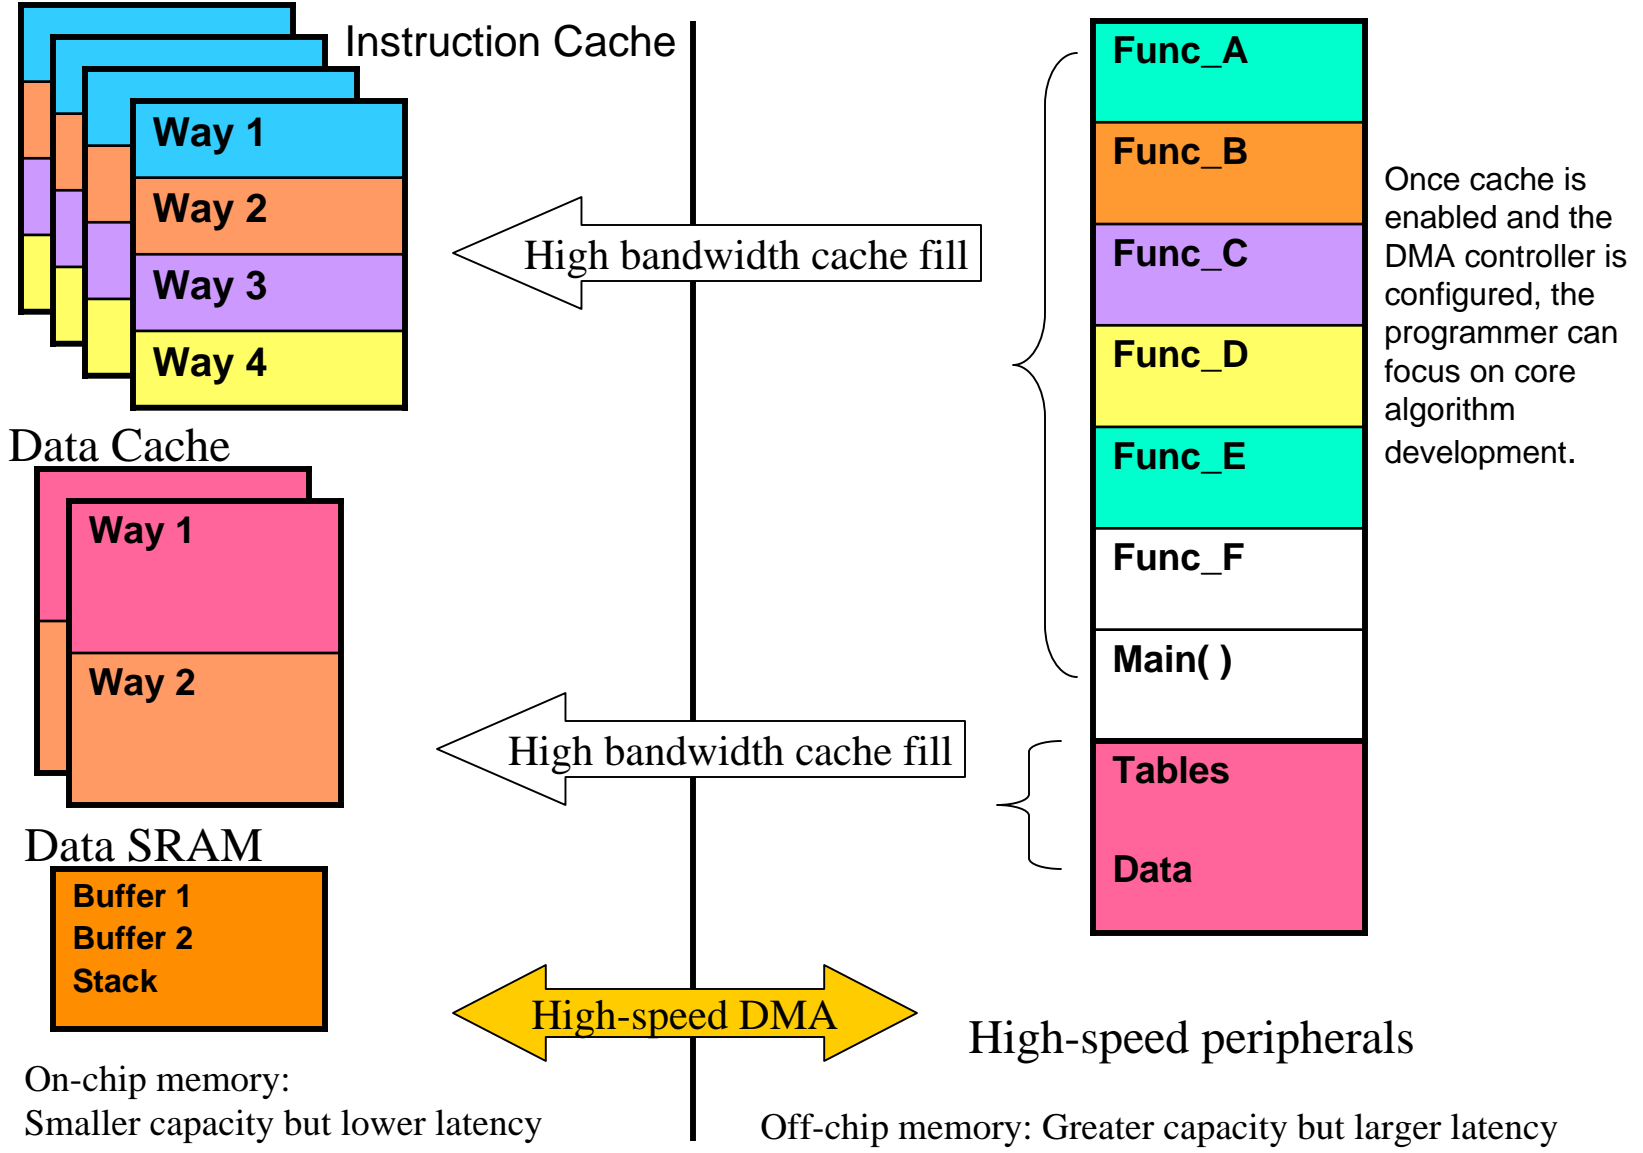 Instruction Cache
Way 1
Way 2
Way 3
Way 4
High bandwidth cache fill
Data Cache
Way 1
Way 2
High bandwidth cache fill
Data SRAM
Buffer 1
Buffer 2
Stack
High-speed DMA
On-chip memory:
Smaller capacity but lower latency
Func_A
Func_B
Func_C
Func_D
Func_E
Func_F
Main( )
Tables
Data
Once cache is
enabled and the
DMA controller is
configured, the
programmer can
focus on core
algorithm
development.
High-speed peripherals
Off-chip memory: Greater capacity but larger latency